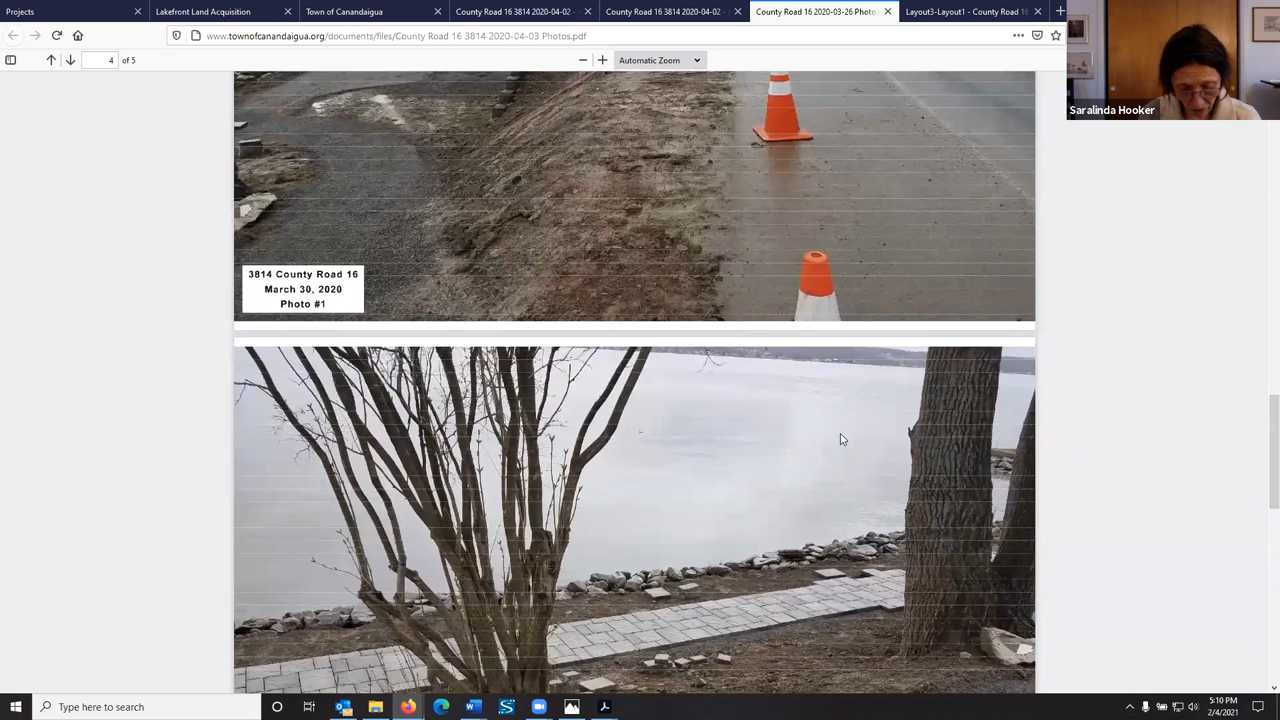 Projects
Lakefront Land Acquisition
Town of Canandaigua
County Road 16 3814 2020-04-02 -
County Road 16 3814 2020-04-02 -
County Road 16 2020-03-26 Photo
Layout3-Layout1 - County Road 16
www.townofcanandaigua.org/documents/files/County Road 16 3814 2020-04-03 Photos.pdf
4 of 5
Automatic Zoom
Saralinda Hooker
3814 County Road 16
March 30, 2020
Photo #1
Type here to search
5:10 PM
2/4/2021